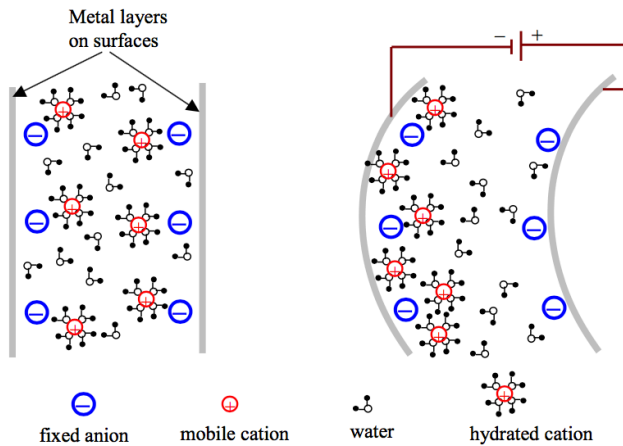 Metal layers
on surfaces
− +
fixed anion
mobile cation
water
hydrated cation